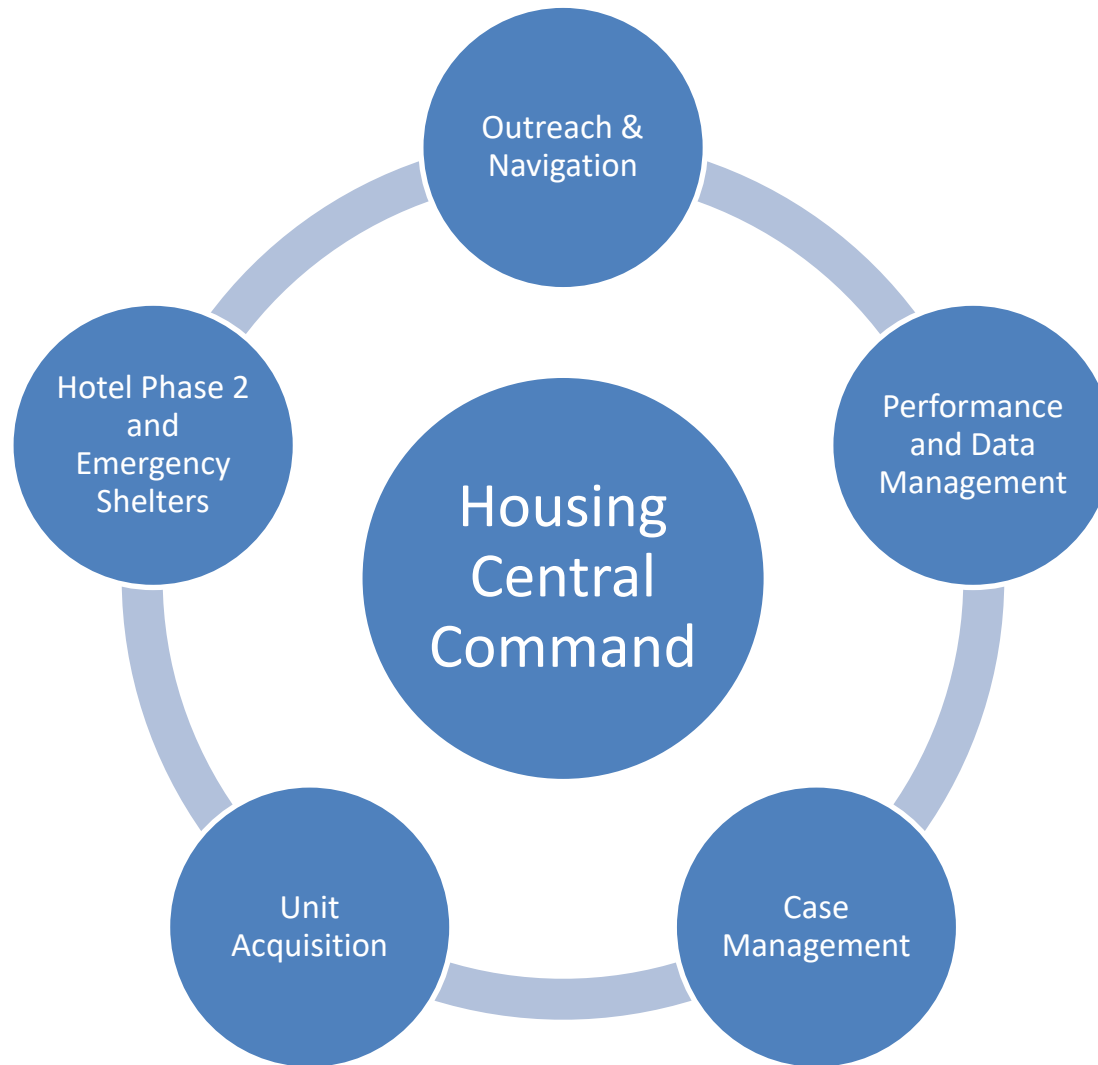 Outreach &
Navigation
Hotel Phase 2
and
Emergency
Shelters
Performance
and Data
Management
Housing
Central
Command
Unit
Acquisition
Case
Management